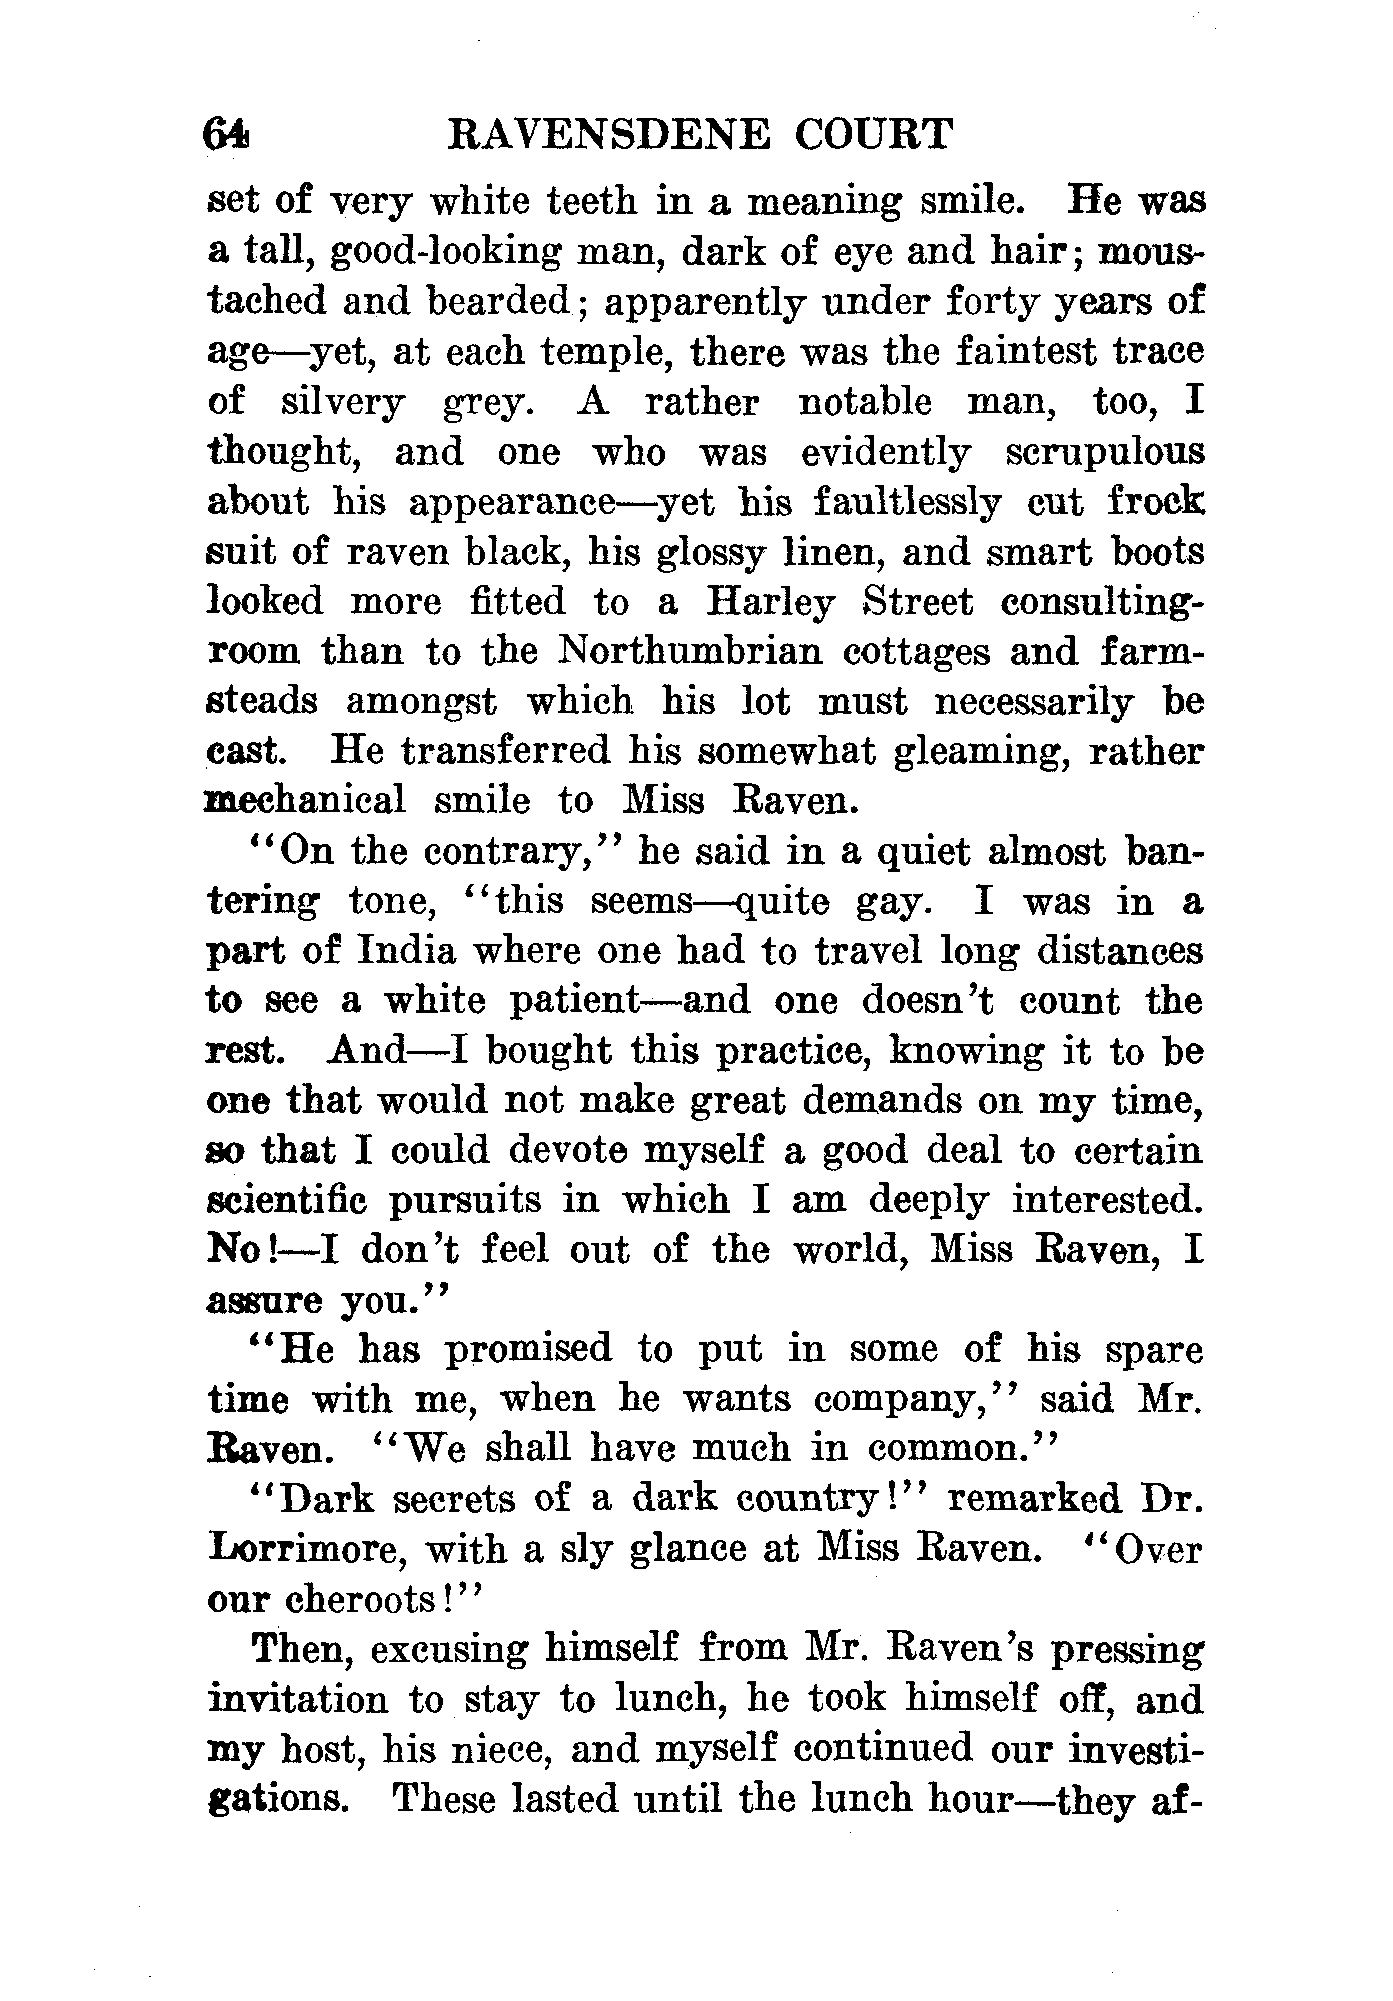 64 RAVENSDENE COURT
set of very white teeth in a meaning smile. He was
a tall, good-looking man, dark of eye and hair; mous-
tached and bearded; apparently under forty years of
age—yet, at each temple, there was the faintest trace
of silvery grey. A rather notable man, too, I
thought, and one who was evidently scrupulous
about his appearance—yet his faultlessly cut frock
suit of raven black, his glossy linen, and smart boots
looked more fitted to a Harley Street consulting-
room than to the Northumbrian cottages and farm-
steads amongst which his lot must necessarily be
cast. He transferred his somewhat gleaming, rather
mechanical smile to Miss Raven.
"On the contrary," he said in a quiet almost ban-
tering tone, "this seems—quite gay. I was in a
part of India where one had to travel long distances
to see a white patient—and one doesn't count the
rest. And—I bought this practice, knowing it to be
one that would not make great demands on my time,
so that I could devote myself a good deal to certain
scientific pursuits in which I am deeply interested.
No!—I don't feel out of the world, Miss Raven, I
assure you."
"He has promised to put in some of his spare
time with me, when he wants company," said Mr.
Raven. "We shall have much in common."
"Dark secrets of a dark country!" remarked Dr.
Lorrimore, with a sly glance at Miss Raven. "Over
our cheroots!"
Then, excusing himself from Mr. Raven's pressing
invitation to stay to lunch, he took himself off, and
my host, his niece, and myself continued our investi-
gations. These lasted until the lunch hour—they af-